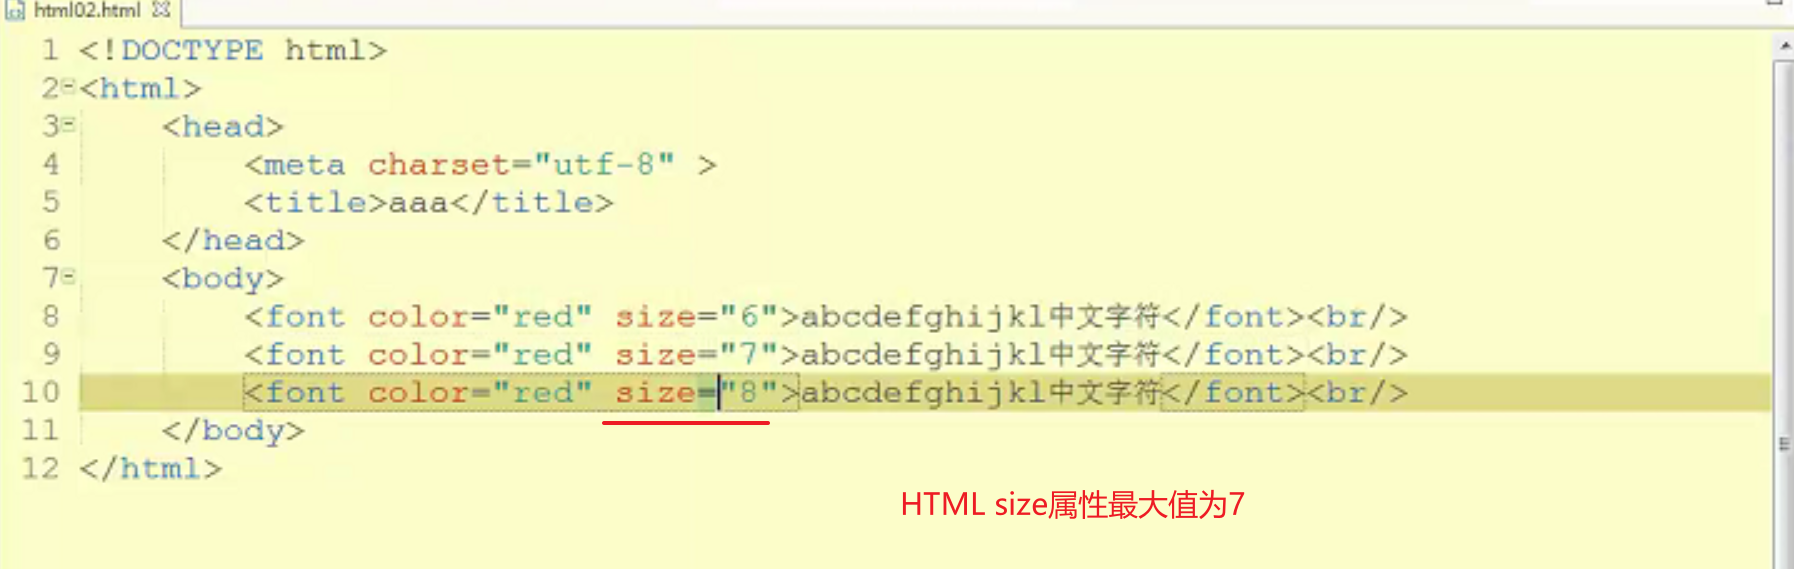 html02.html
1 <!DOCTYPE html>
2 <html>
3 <head>
4 <meta charset="utf-8" >
5 <title>aaa</title>
6 </head>
7 <body>
8 <font color="red" size="6">abcdefghijkl中文字符</font><br/>
9 <font color="red" size="7">abcdefghijkl中文字符</font><br/>
10 <font color="red" size="8">abcdefghijkl中文字符</font><br/>
11 </body>
12 </html>
HTML size属性最大值为7